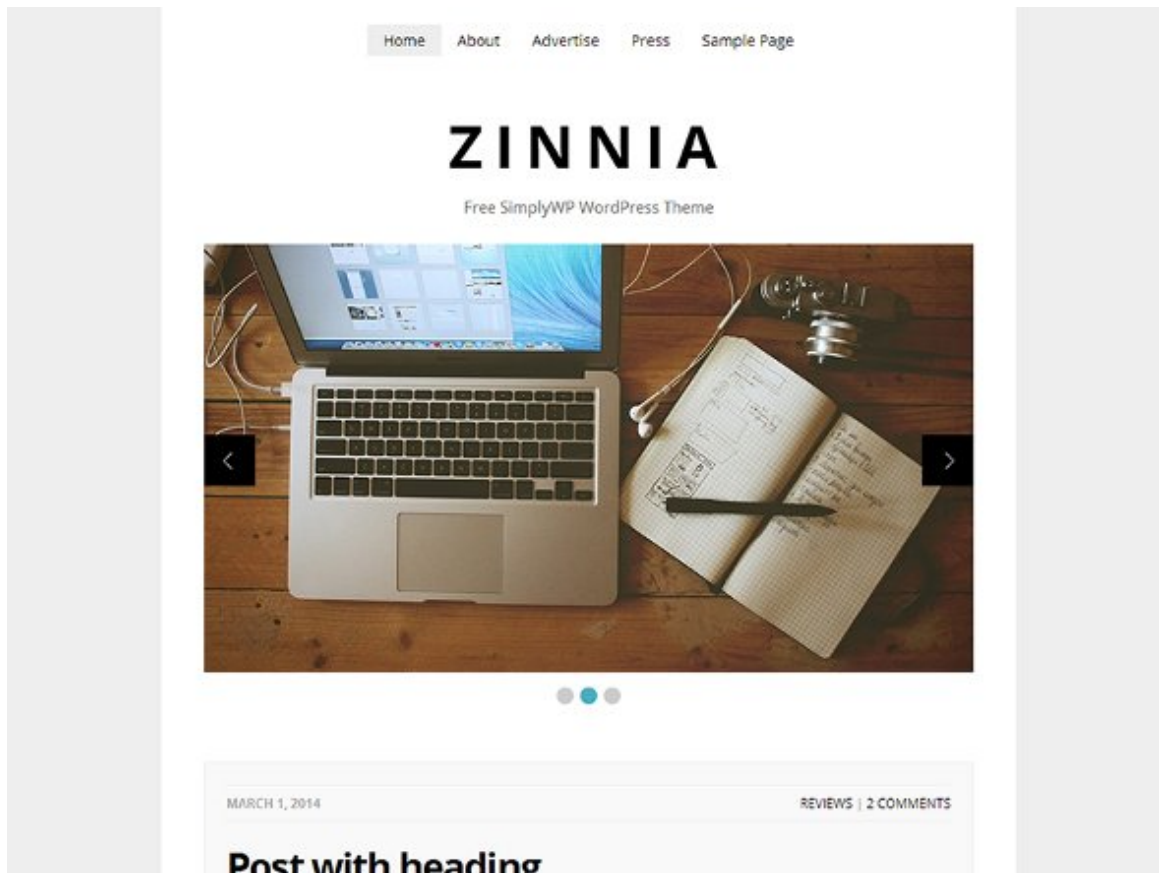 Home About Advertise Press Sample Page
ZINNIA
Free SimplyWP WordPress Theme
MARCH 1, 2014 REVIEWS | 2 COMMENTS
Post with heading